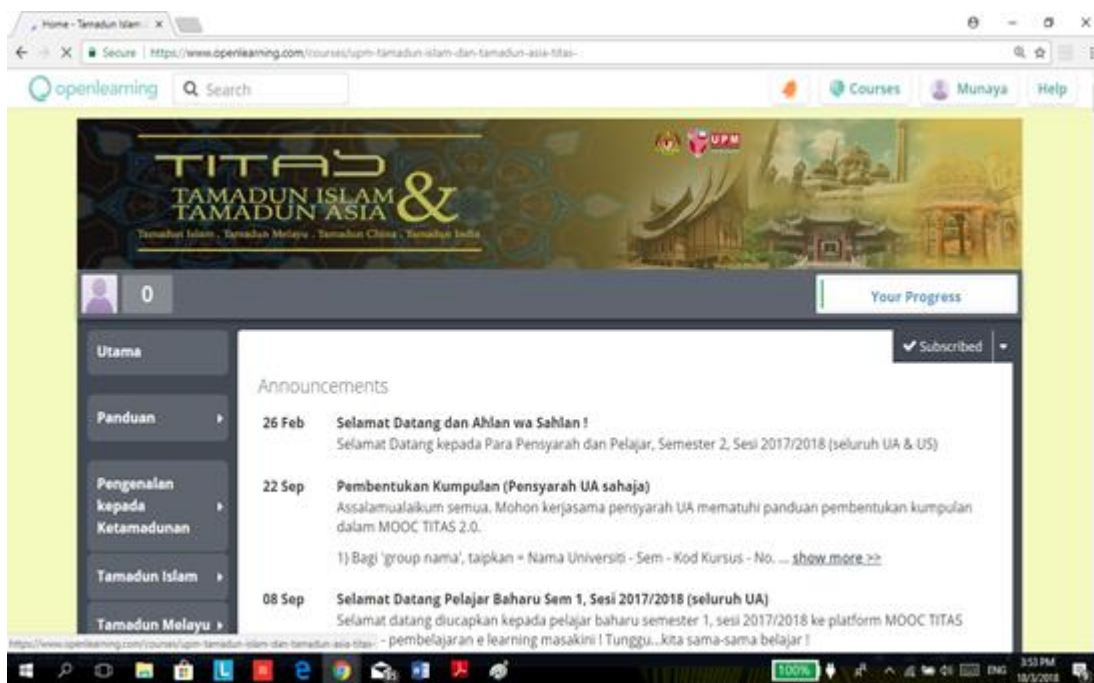 Home - Tamadun Islam
Secure | https://www.openlearning.com/courses/upm-tamadun-islam-dan-tamadun-asia-titas-
openlearning Search Courses Munaya Help
TITAS
TAMADUN ISLAM &
TAMADUN ASIA
Tamadun Islam . Tamadun Melayu . Tamadun China . Tamadun India
UPM
0
Your Progress
Utama
Subscribed
Announcements
Panduan
26 Feb Selamat Datang dan Ahlan wa Sahlan !
Selamat Datang kepada Para Pensyarah dan Pelajar, Semester 2, Sesi 2017/2018 (seluruh UA & US)
Pengenalan
kepada
Ketamadunan
22 Sep Pembentukan Kumpulan (Pensyarah UA sahaja)
Assalamualaikum semua. Mohon kerjasama pensyarah UA mematuhi panduan pembentukan kumpulan
dalam MOOC TITAS 2.0.
1) Bagi 'group nama', taipkan = Nama Universiti - Sem - Kod Kursus - No. ... show more >>
Tamadun Islam
08 Sep Selamat Datang Pelajar Baharu Sem 1, Sesi 2017/2018 (seluruh UA)
Selamat datang diucapkan kepada pelajar baharu semester 1, sesi 2017/2018 ke platform MOOC TITAS
- pembelajaran e learning masakini ! Tunggu...kita sama-sama belajar !
Tamadun Melayu
https://www.openlearning.com/courses/upm-tamadun-islam-dan-tamadun-asia-titas-
100%
ENG
3:53 PM
18/3/2018